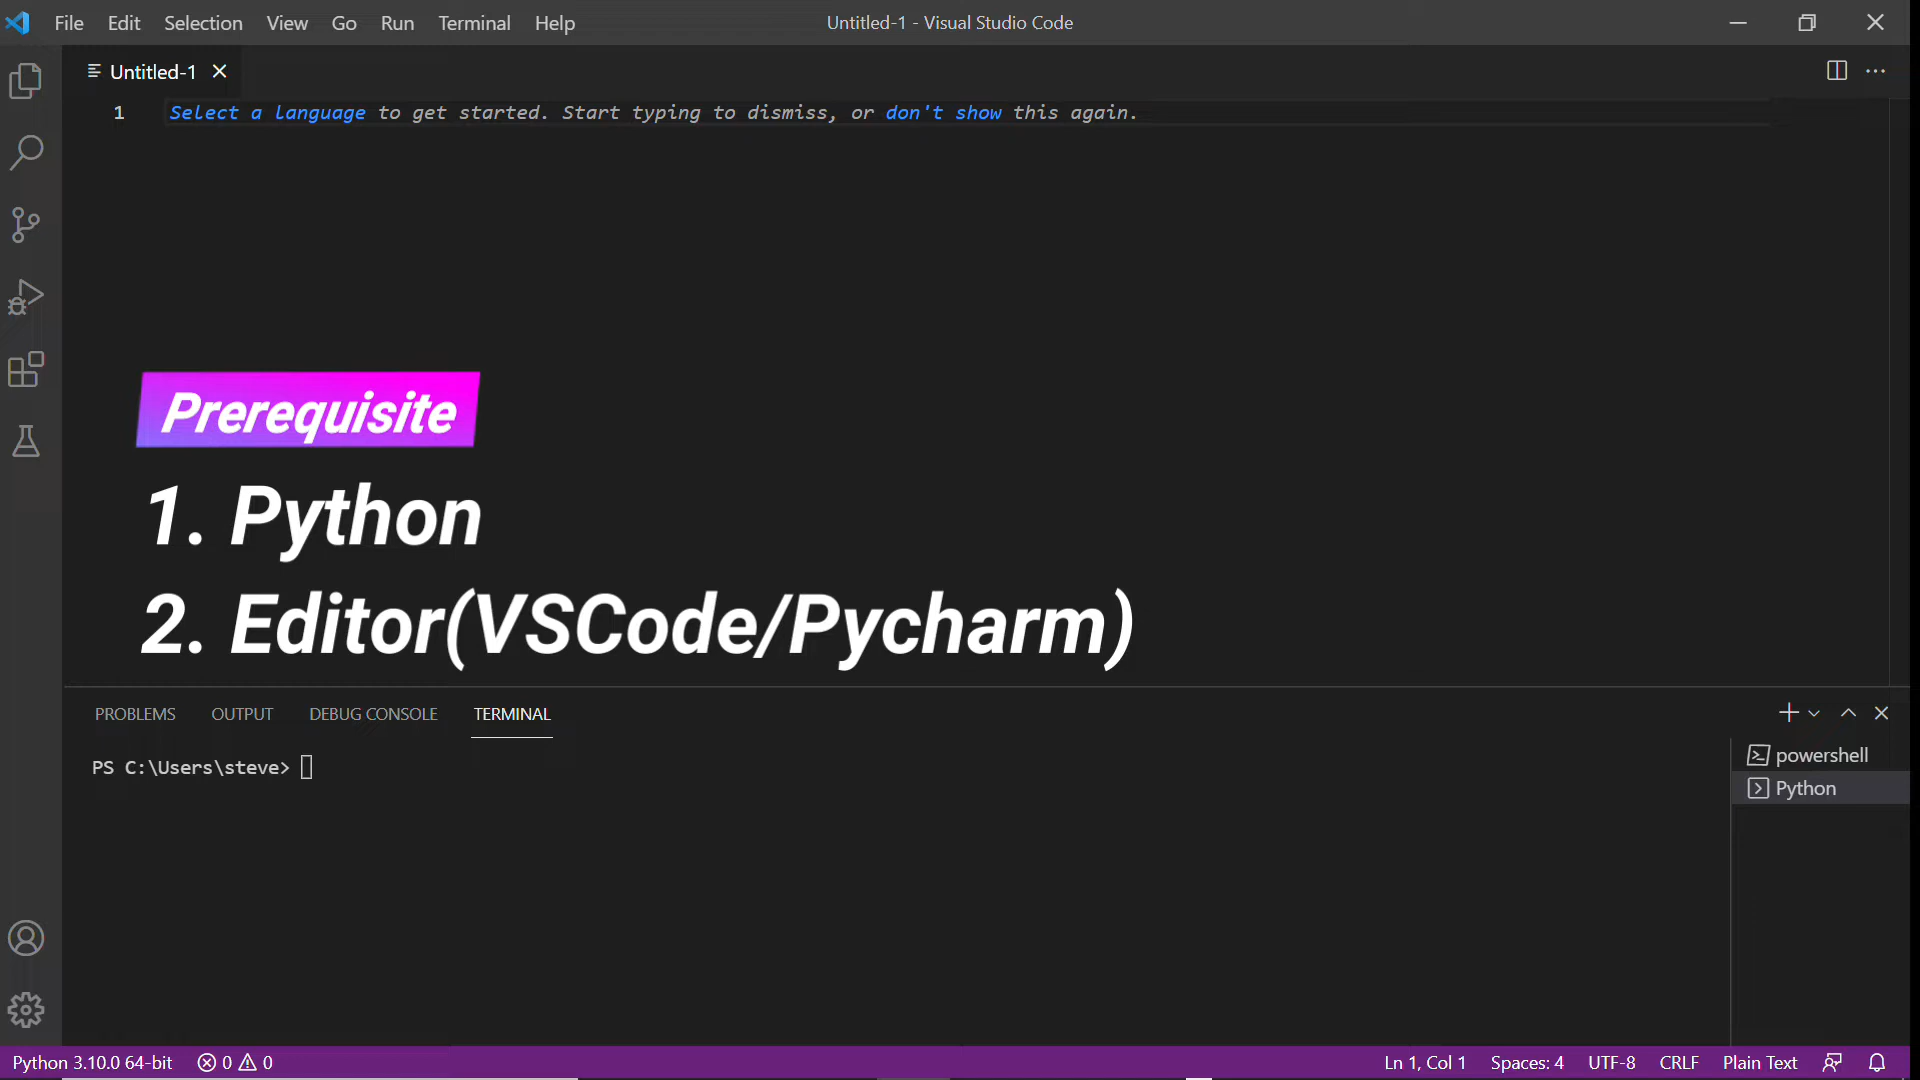 File Edit Selection View Go Run Terminal Help Untitled-1 - Visual Studio Code
Untitled-1
1 Select a language to get started. Start typing to dismiss, or don't show this again.
Prerequisite
1. Python
2. Editor(VSCode/Pycharm)
PROBLEMS OUTPUT DEBUG CONSOLE TERMINAL
PS C:\Users\steve>
powershell
Python
Python 3.10.0 64-bit 0 0 Ln 1, Col 1 Spaces: 4 UTF-8 CRLF Plain Text